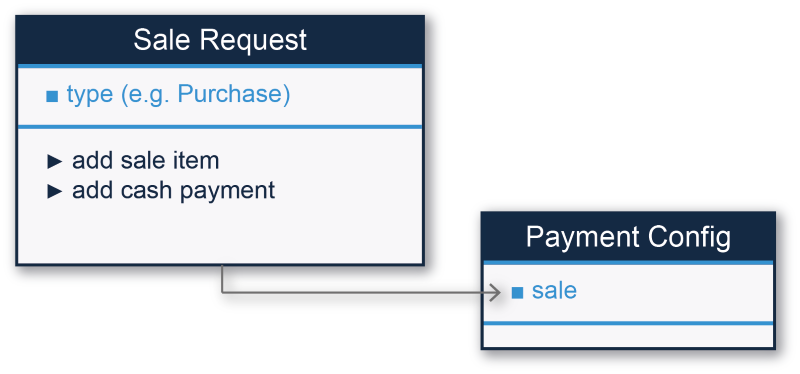 Sale Request
■ type (e.g. Purchase)
► add sale item
► add cash payment
Payment Config
■ sale